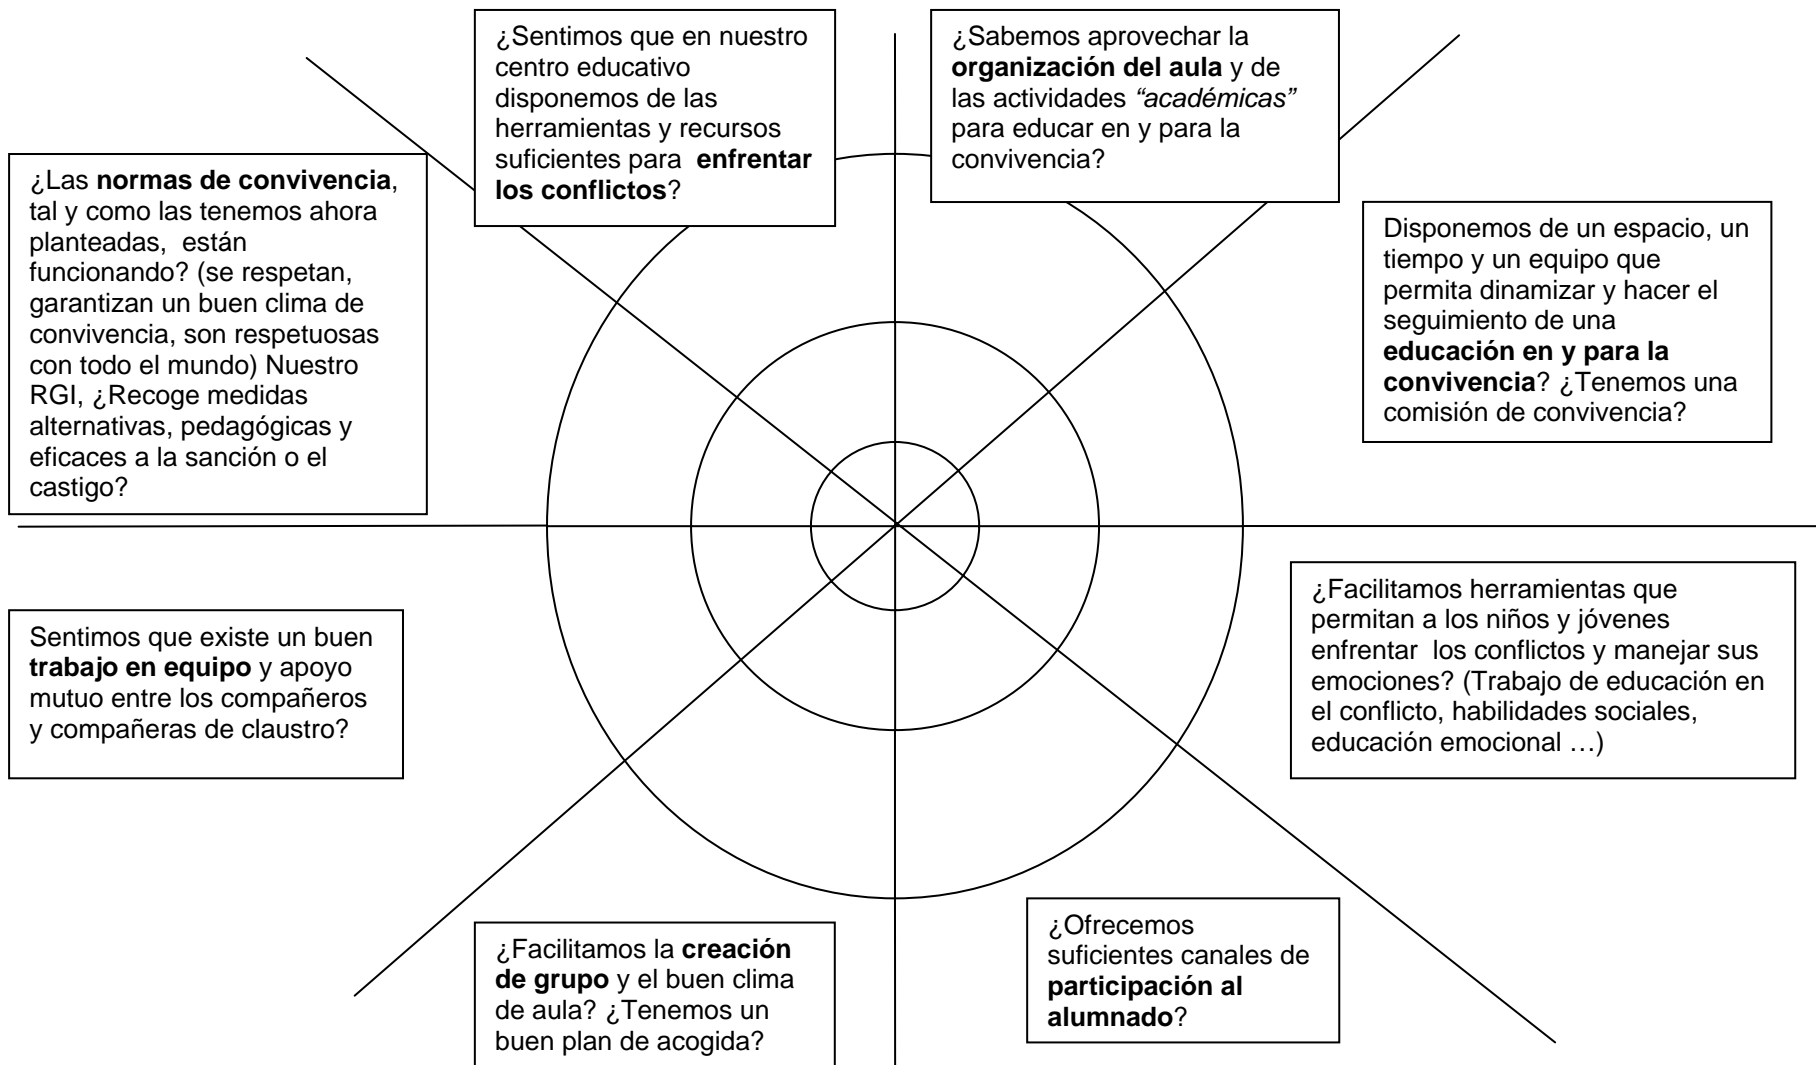 ¿Sentimos que en nuestro
centro educativo
disponemos de las
herramientas y recursos
suficientes para enfrentar
los conflictos?
¿Sabemos aprovechar la
organización del aula y de
las actividades “académicas”
para educar en y para la
convivencia?
¿Las normas de convivencia,
tal y como las tenemos ahora
planteadas, están
funcionando? (se respetan,
garantizan un buen clima de
convivencia, son respetuosas
con todo el mundo) Nuestro
RGI, ¿Recoge medidas
alternativas, pedagógicas y
eficaces a la sanción o el
castigo?
Disponemos de un espacio, un
tiempo y un equipo que
permita dinamizar y hacer el
seguimiento de una
educación en y para la
convivencia? ¿Tenemos una
comisión de convivencia?
Sentimos que existe un buen
trabajo en equipo y apoyo
mutuo entre los compañeros
y compañeras de claustro?
¿Facilitamos herramientas que
permitan a los niños y jóvenes
enfrentar los conflictos y manejar sus
emociones? (Trabajo de educación en
el conflicto, habilidades sociales,
educación emocional …)
¿Facilitamos la creación
de grupo y el buen clima
de aula? ¿Tenemos un
buen plan de acogida?
¿Ofrecemos
suficientes canales de
participación al
alumnado?